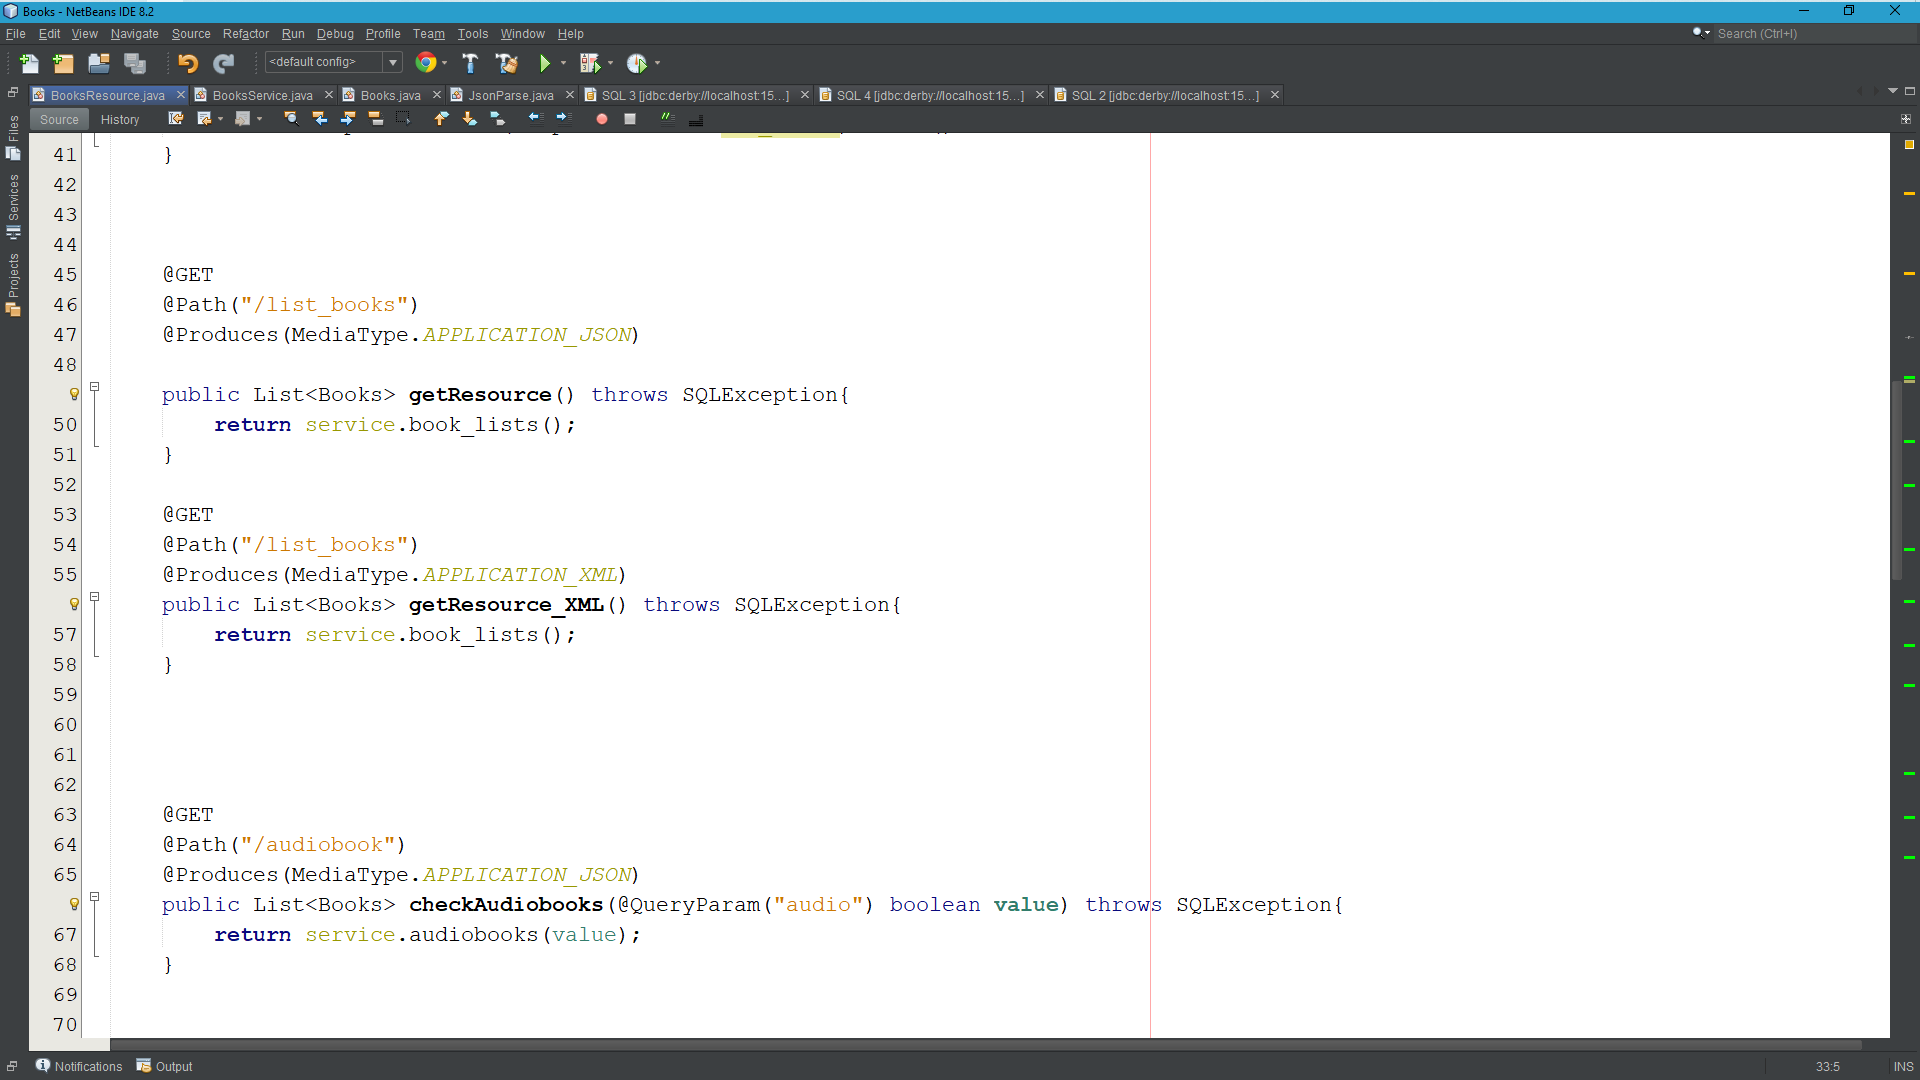 Books - NetBeans IDE 8.2
File Edit View Navigate Source Refactor Run Debug Profile Team Tools Window Help
Search (Ctrl+I)
<default config>
BooksResource.java BooksService.java Books.java JsonParse.java SQL 3 [jdbc:derby://localhost:15...] SQL 4 [jdbc:derby://localhost:15...] SQL 2 [jdbc:derby://localhost:15...]
Source History
Files
Services
Projects
41 }
42
43
44
45 @GET
46 @Path("/list_books")
47 @Produces(MediaType.APPLICATION_JSON)
48
public List<Books> getResource() throws SQLException{
50 return service.book_lists();
51 }
52
53 @GET
54 @Path("/list_books")
55 @Produces(MediaType.APPLICATION_XML)
public List<Books> getResource_XML() throws SQLException{
57 return service.book_lists();
58 }
59
60
61
62
63 @GET
64 @Path("/audiobook")
65 @Produces(MediaType.APPLICATION_JSON)
public List<Books> checkAudiobooks(@QueryParam("audio") boolean value) throws SQLException{
67 return service.audiobooks(value);
68 }
69
70
Notifications Output
33:5 INS